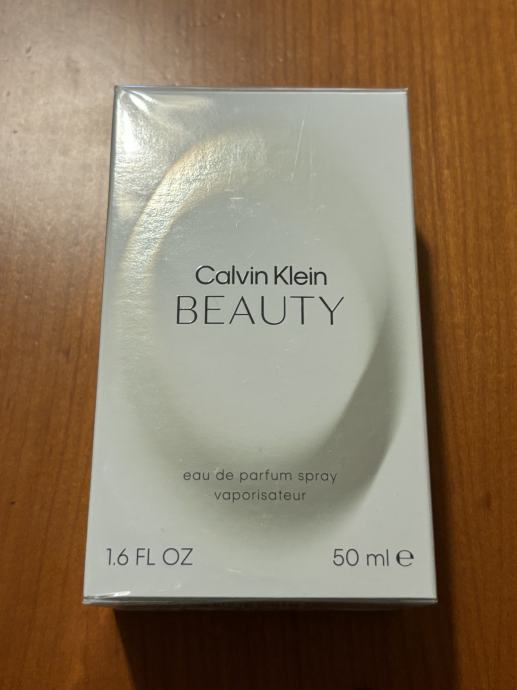 Calvin Klein
BEAUTY
eau de parfum spray
vaporisateur
1.6 FL OZ 50 ml ℮